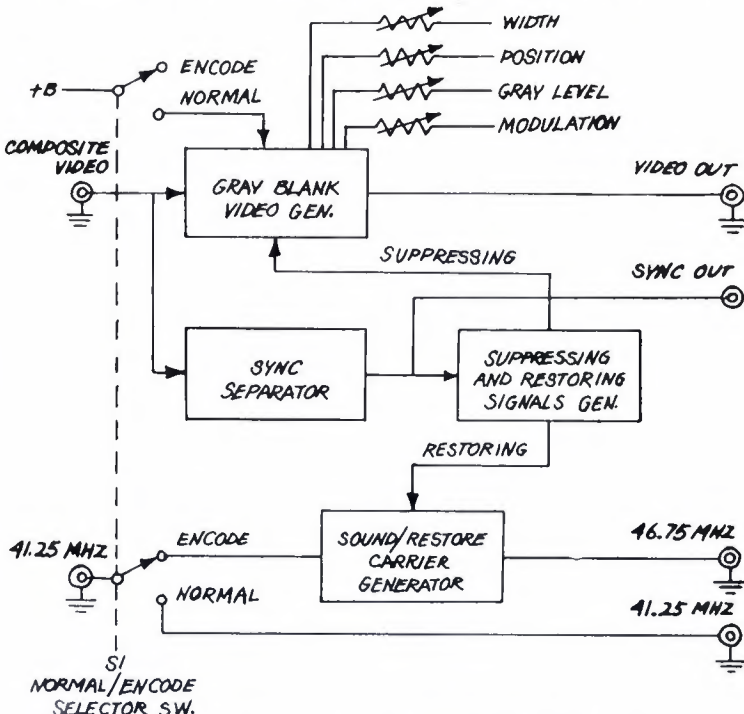 WIDTH
POSITION
GRAY LEVEL
MODULATION
ENCODE
+B
NORMAL
COMPOSITE
VIDEO
GRAY BLANK
VIDEO GEN.
VIDEO OUT
SUPPRESSING
SYNC OUT
SYNC
SEPARATOR
SUPPRESSING
AND RESTORING
SIGNALS GEN.
RESTORING
41.25 MHZ
ENCODE
SOUND/RESTORE
CARRIER
GENERATOR
46.75 MHZ
NORMAL
41.25 MHZ
S1
NORMAL/ENCODE
SELECTOR SW.